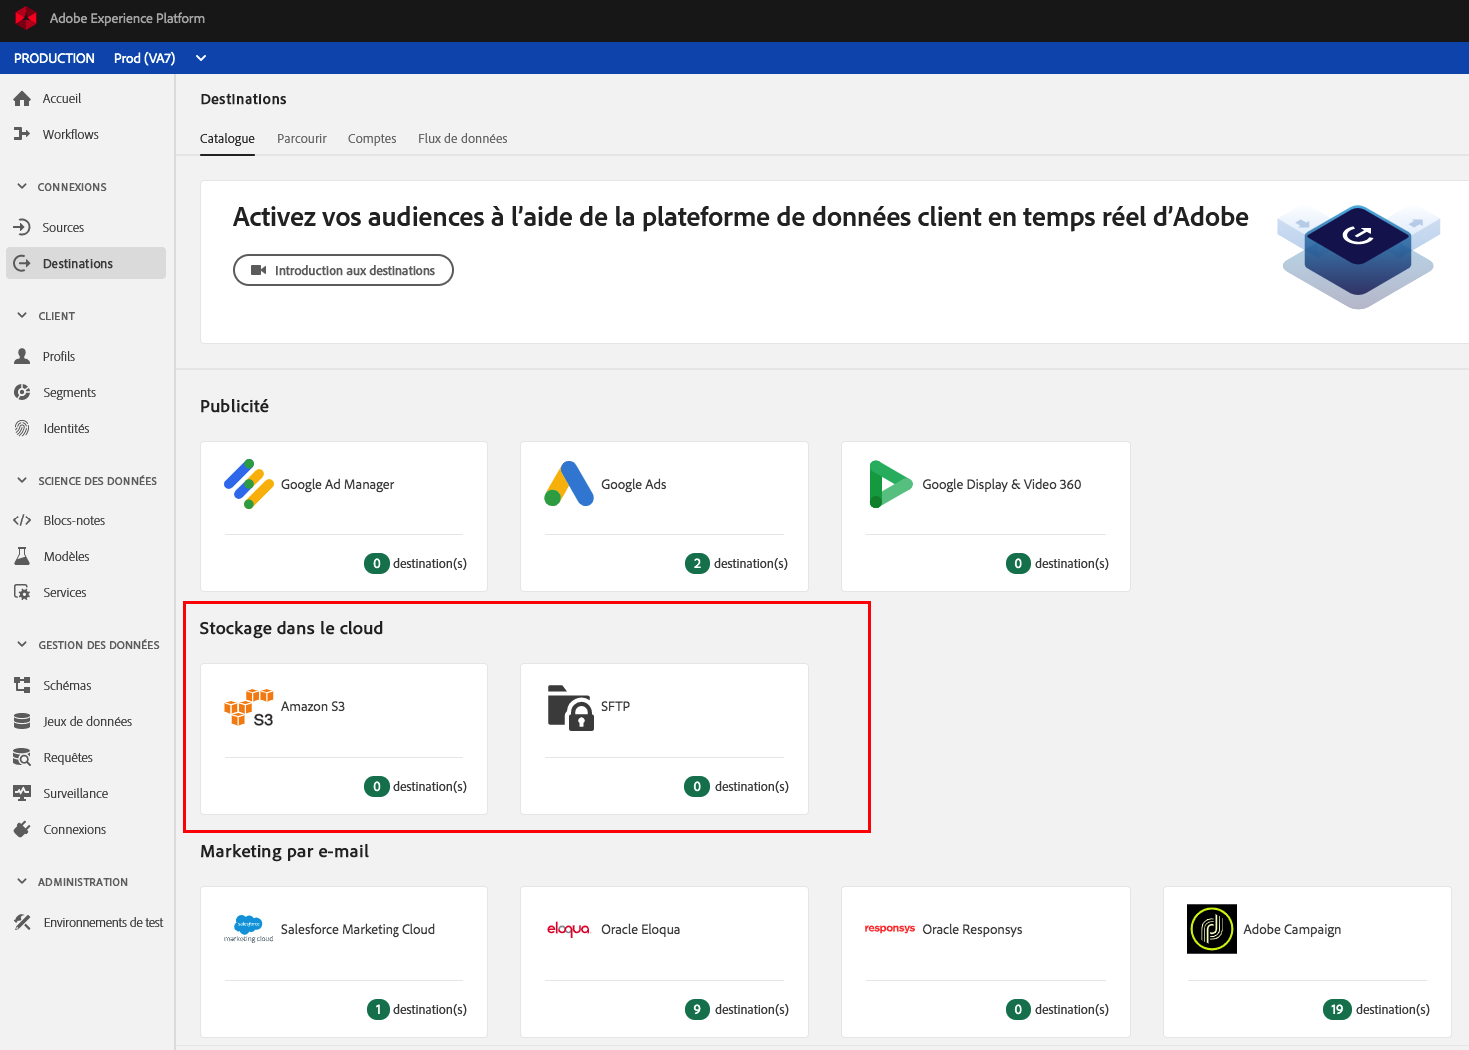 Adobe Experience Platform
PRODUCTION Prod (VA7)
Accueil
Workflows
CONNEXIONS
Sources
Destinations
CLIENT
Profils
Segments
Identités
SCIENCE DES DONNÉES
Blocs-notes
Modèles
Services
GESTION DES DONNÉES
Schémas
Jeux de données
Requêtes
Surveillance
Connexions
ADMINISTRATION
Environnements de test
Destinations
Catalogue Parcourir Comptes Flux de données
Activez vos audiences à l’aide de la plateforme de données client en temps réel d’Adobe
Introduction aux destinations
Publicité
Google Ad Manager
0 destination(s)
Google Ads
2 destination(s)
Google Display & Video 360
0 destination(s)
Stockage dans le cloud
S3
Amazon S3
0 destination(s)
SFTP
0 destination(s)
Marketing par e-mail
salesforce
marketing cloud
Salesforce Marketing Cloud
1 destination(s)
eloqua
Oracle Eloqua
9 destination(s)
responsys
Oracle Responsys
0 destination(s)
Adobe Campaign
19 destination(s)